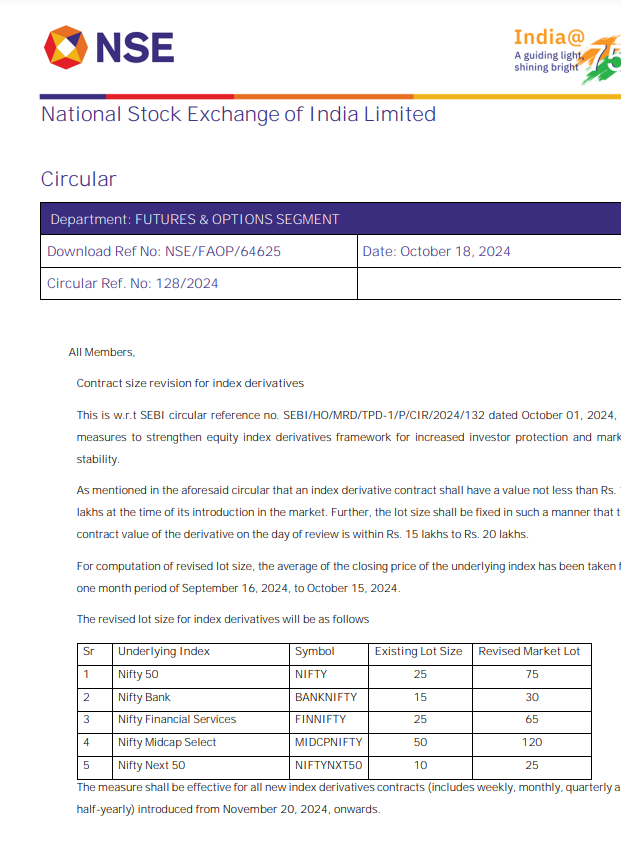 NSE
India@
A guiding light,
shining bright
75
National Stock Exchange of India Limited
Circular
Department: FUTURES & OPTIONS SEGMENT
Download Ref No: NSE/FAOP/64625 Date: October 18, 2024
Circular Ref. No: 128/2024
All Members,
Contract size revision for index derivatives
This is w.r.t SEBI circular reference no. SEBI/HO/MRD/TPD-1/P/CIR/2024/132 dated October 01, 2024,
measures to strengthen equity index derivatives framework for increased investor protection and
stability.
As mentioned in the aforesaid circular that an index derivative contract shall have a value not less than Rs.
lakhs at the time of its introduction in the market. Further, the lot size shall be fixed in such a manner that
contract value of the derivative on the day of review is within Rs. 15 lakhs to Rs. 20 lakhs.
For computation of revised lot size, the average of the closing price of the underlying index has been taken
one month period of September 16, 2024, to October 15, 2024.
The revised lot size for index derivatives will be as follows
Sr Underlying Index Symbol Existing Lot Size Revised Market Lot
1 Nifty 50 NIFTY 25 75
2 Nifty Bank BANKNIFTY 15 30
3 Nifty Financial Services FINNIFTY 25 65
4 Nifty Midcap Select MIDCPNIFTY 50 120
5 Nifty Next 50 NIFTYNXT50 10 25
The measure shall be effective for all new index derivatives contracts (includes weekly, monthly, quarterly
half-yearly) introduced from November 20, 2024, onwards.